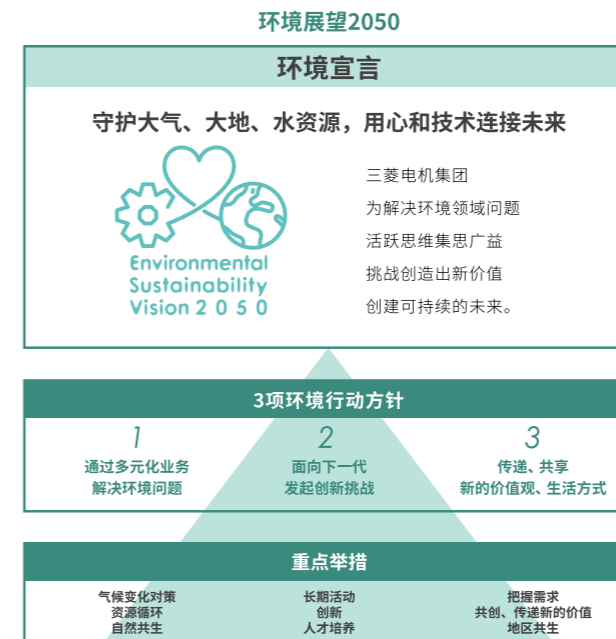 环境展望2050
环境宣言
守护大气、大地、水资源，用心和技术连接未来
Environmental
Sustainability
Vision 2 0 5 0
三菱电机集团
为解决环境领域问题
活跃思维集思广益
挑战创造出新价值
创建可持续的未来。
3项环境行动方针
1
通过多元化业务
解决环境问题
2
面向下一代
发起创新挑战
3
传递、共享
新的价值观、生活方式
重点举措
气候变化对策
资源循环
自然共生
长期活动
创新
人才培养
把握需求
共创、传递新的价值
地区共生